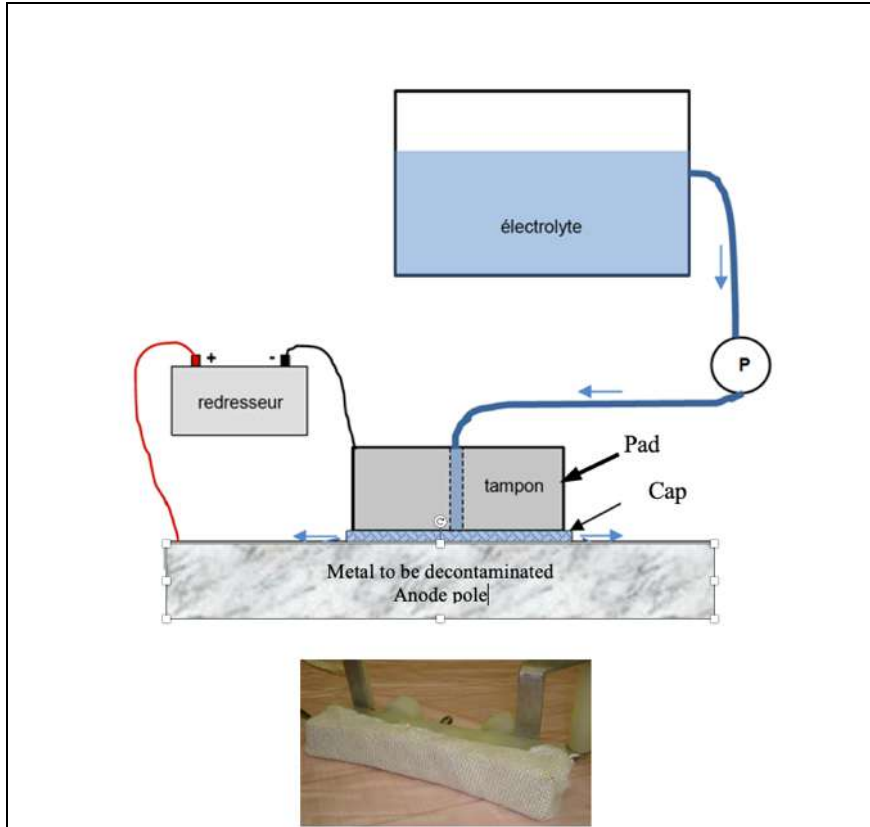 électrolyte
P
+ -
redresseur
Pad
tampon
Cap
Metal to be decontaminated
Anode pole